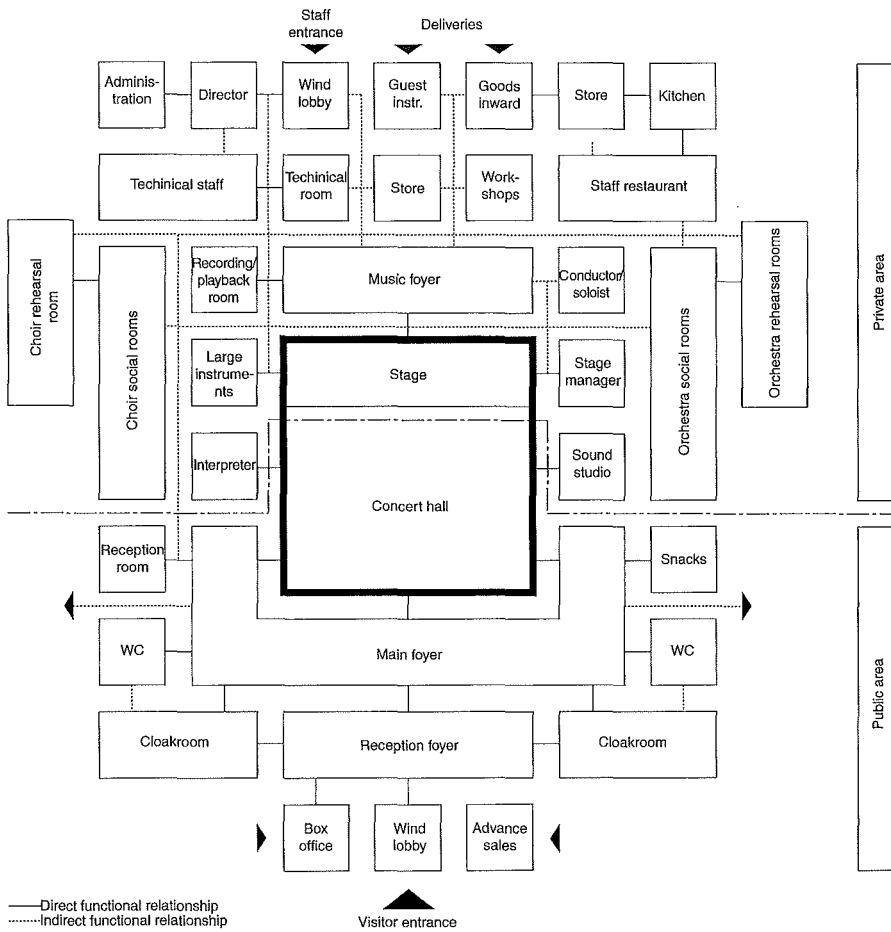 Staff
entrance
Deliveries
Adminis-
tration
Director
Wind
lobby
Guest
instr.
Goods
inward
Store
Kitchen
Techinical staff
Techinical
room
Store
Work-
shops
Staff restaurant
Choir rehearsal
room
Choir social rooms
Recording/
playback
room
Music foyer
Conductor/
soloist
Orchestra social rooms
Orchestra rehearsal rooms
Private area
Large
instrume-
nts
Stage
Stage
manager
Interpreter
Concert hall
Sound
studio
Reception
room
Snacks
WC
Main foyer
WC
Public area
Cloakroom
Reception foyer
Cloakroom
Box
office
Wind
lobby
Advance
sales
Direct functional relationship
Indirect functional relationship
Visitor entrance